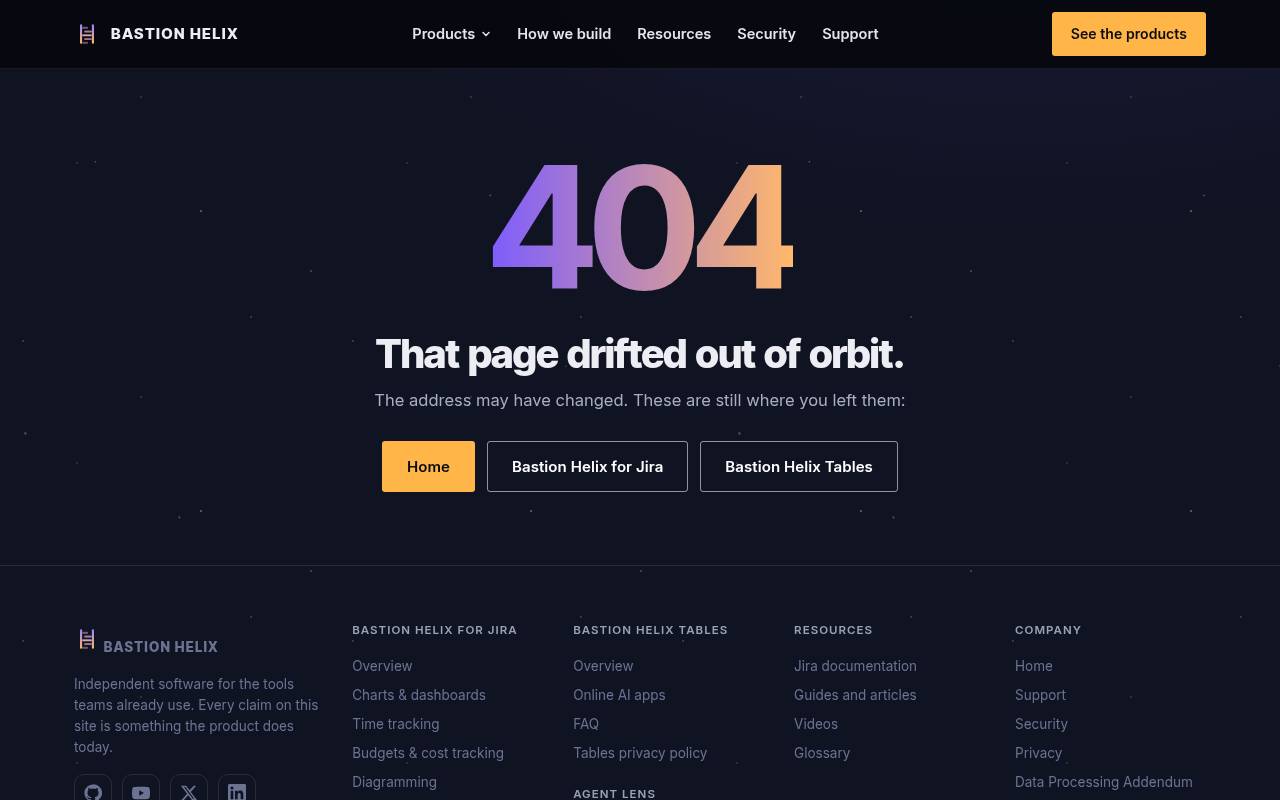 BASTION HELIX
Products
How we build
Resources
Security
Support
See the products
404
That page drifted out of orbit.
The address may have changed. These are still where you left them:
Home
Bastion Helix for Jira
Bastion Helix Tables
BASTION HELIX
Independent software for the tools
teams already use. Every claim on this
site is something the product does
today.
BASTION HELIX FOR JIRA
Overview
Charts & dashboards
Time tracking
Budgets & cost tracking
Diagramming
BASTION HELIX TABLES
Overview
Online AI apps
FAQ
Tables privacy policy
AGENT LENS
RESOURCES
Jira documentation
Guides and articles
Videos
Glossary
COMPANY
Home
Support
Security
Privacy
Data Processing Addendum